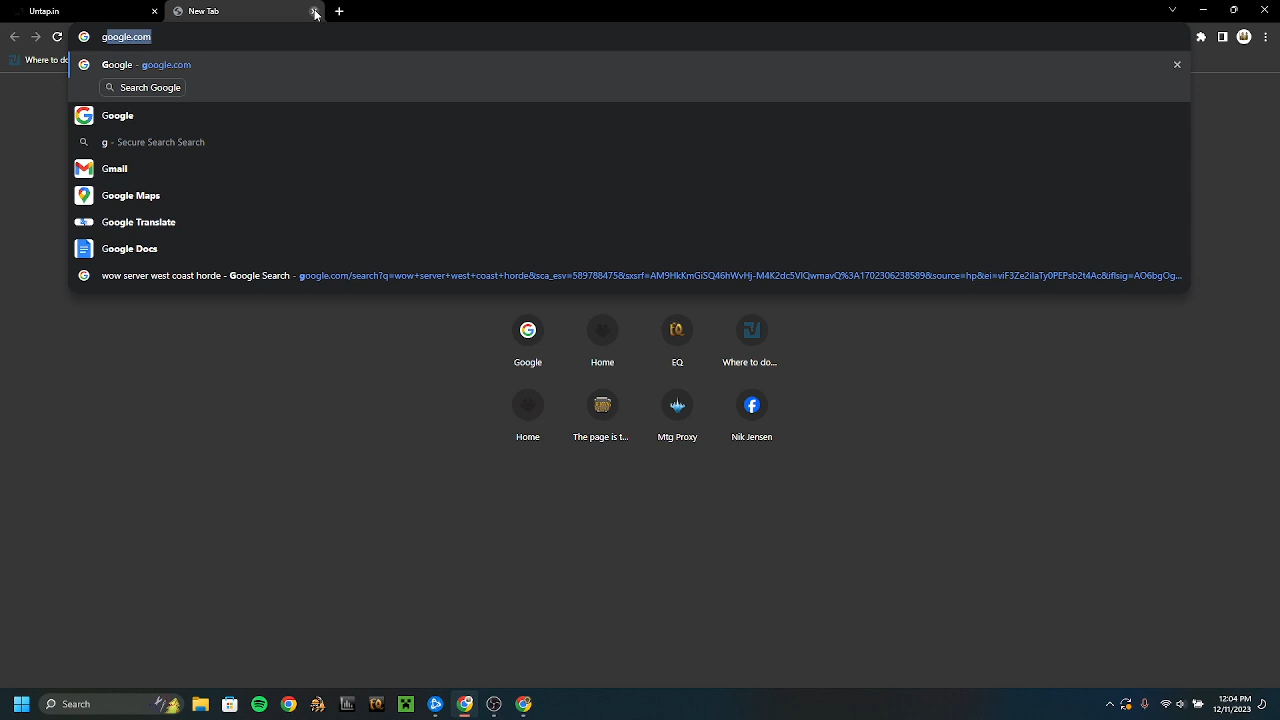 Untap.in
New Tab
google.com
Where to do
Google - google.com
Search Google
Google
g - Secure Search Search
Gmail
Google Maps
Google Translate
Google Docs
wow server west coast horde - Google Search - google.com/search?q=wow+server+west+coast+horde&sca_esv=589788475&sxsrf=AM9HkKmGiSQ46hWvHj-M4K2dc5VlQwmavQ%3A1702306238589&source=hp&ei=viF3Ze2ilaTy0PEPsb2t4Ac&iflsig=AO6bgOg...
Google Home EQ Where to do...
Home The page is t... Mtg Proxy Nik Jensen
Search
12:04 PM
12/11/2023